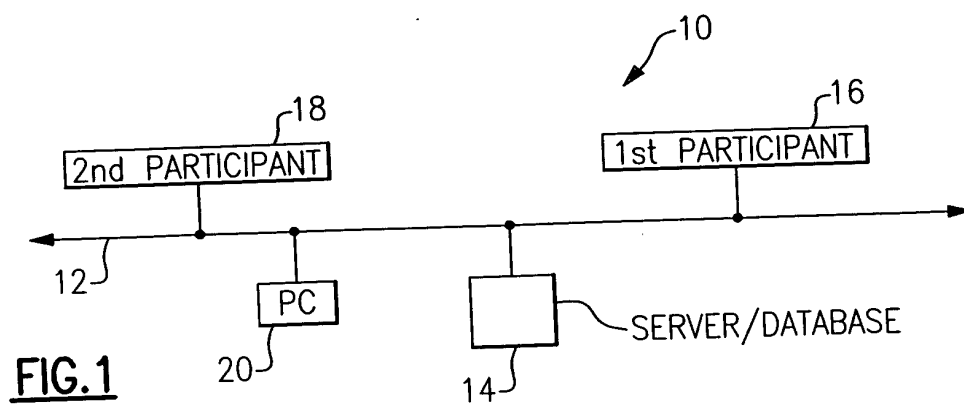 10
18
16
2nd PARTICIPANT
1st PARTICIPANT
12
PC
SERVER/DATABASE
20
14
FIG.1